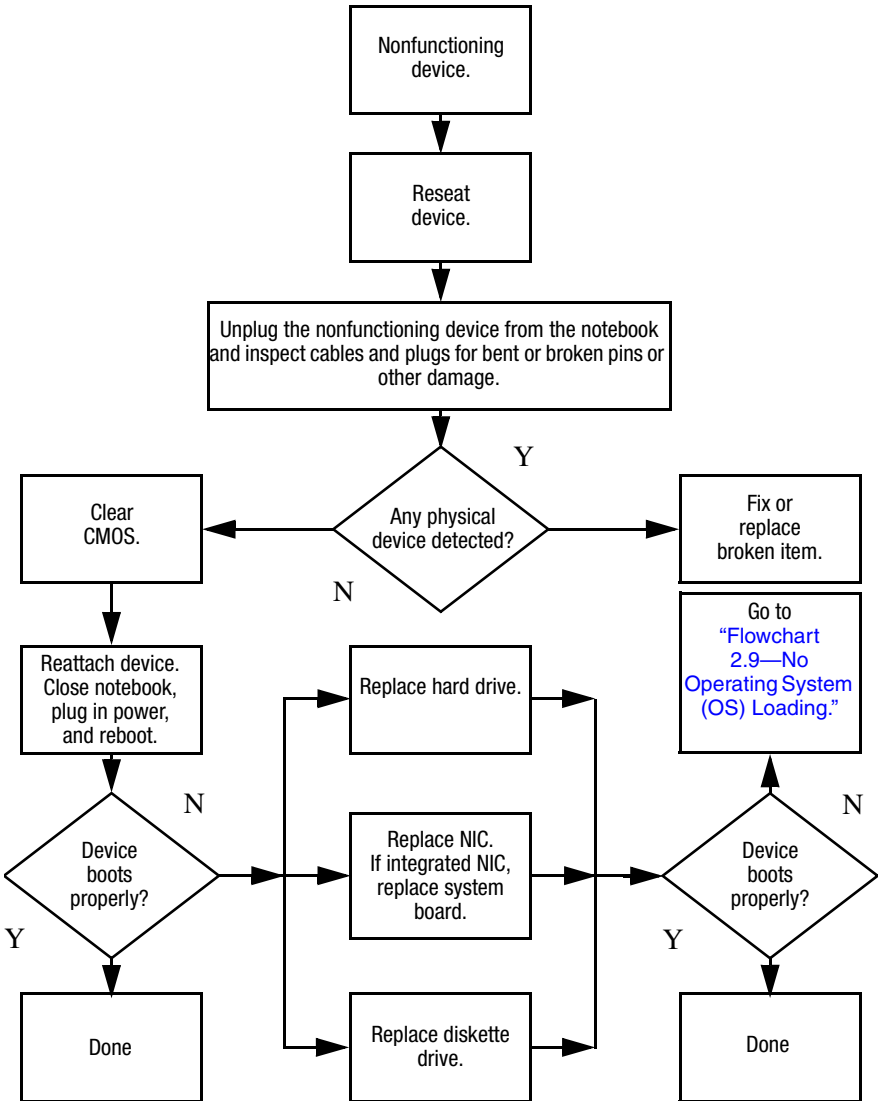 Nonfunctioning
device.
Reseat
device.
Unplug the nonfunctioning device from the notebook
and inspect cables and plugs for bent or broken pins or
other damage.
Y
Clear
CMOS.
Any physical
device detected?
Fix or
replace
broken item.
N
Go to
“Flowchart
2.9—No
Operating System
(OS) Loading.”
Reattach device.
Close notebook,
plug in power,
and reboot.
Replace hard drive.
N
N
Device
boots
properly?
Replace NIC.
If integrated NIC,
replace system
board.
Device
boots
properly?
Y
Y
Done
Replace diskette
drive.
Done